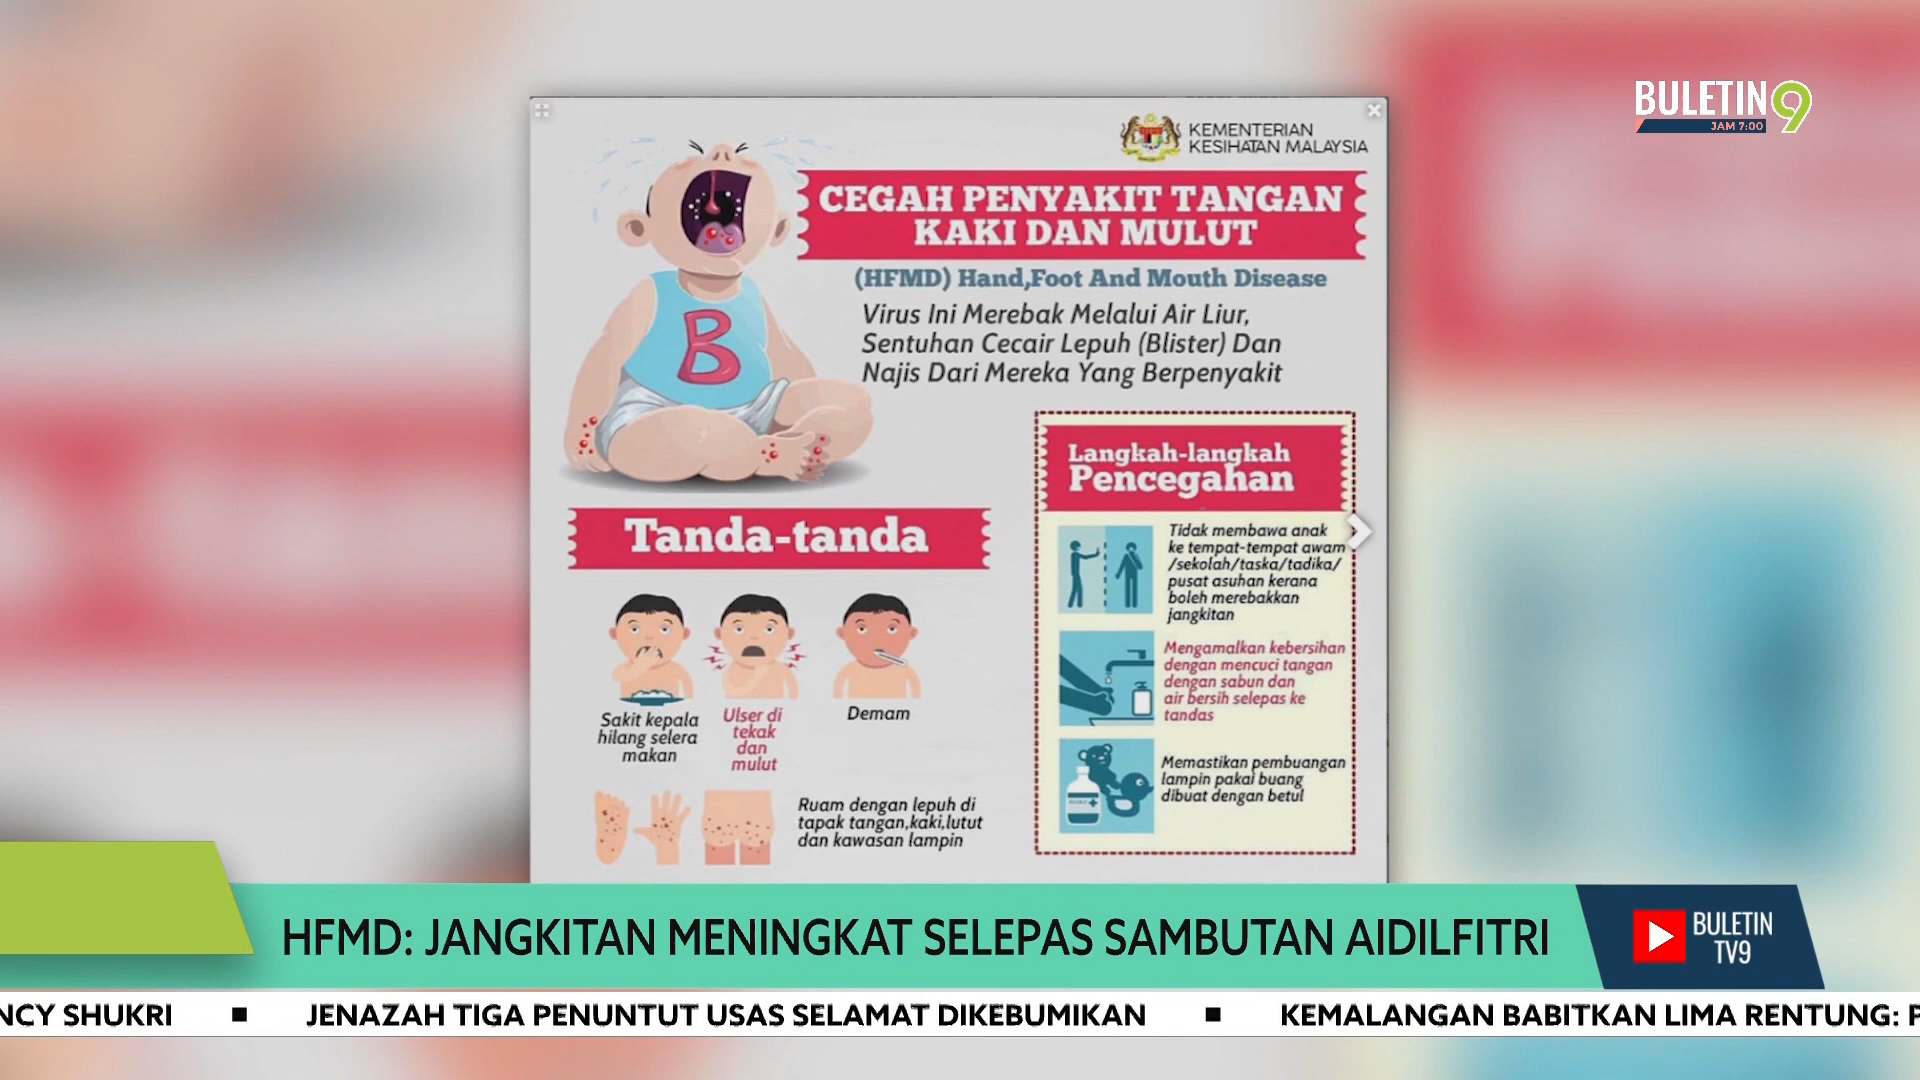 BULETIN 9
JAM 7:00
KEMENTERIAN
KESIHATAN MALAYSIA
CEGAH PENYAKIT TANGAN
KAKI DAN MULUT
(HFMD) Hand,Foot And Mouth Disease
Virus Ini Merebak Melalui Air Liur,
Sentuhan Cecair Lepuh (Blister) Dan
Najis Dari Mereka Yang Berpenyakit
B
Tanda-tanda
Sakit kepala
hilang selera
makan
Ulser di
tekak
dan
mulut
Demam
Ruam dengan lepuh di
tapak tangan,kaki,lutut
dan kawasan lampin
Langkah-langkah
Pencegahan
Tidak membawa anak
ke tempat-tempat awam
/sekolah/taska/tadika/
pusat asuhan kerana
boleh merebakkan
jangkitan
Mengamalkan kebersihan
dengan mencuci tangan
dengan sabun dan
air bersih selepas ke
tandas
Memastikan pembuangan
lampin pakai buang
dibuat dengan betul
HFMD: JANGKITAN MENINGKAT SELEPAS SAMBUTAN AIDILFITRI
BULETIN
TV9
NCY SHUKRI ■ JENAZAH TIGA PENUNTUT USAS SELAMAT DIKEBUMIKAN ■ KEMALANGAN BABITKAN LIMA RENTUNG: P